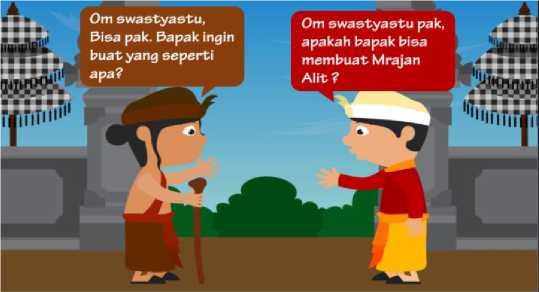 Om swastyastu,
Bisa pak. Bapak ingin
buat yang seperti
apa?
Om swastyastu pak,
apakah bapak bisa
membuat Mrajan
Alit ?